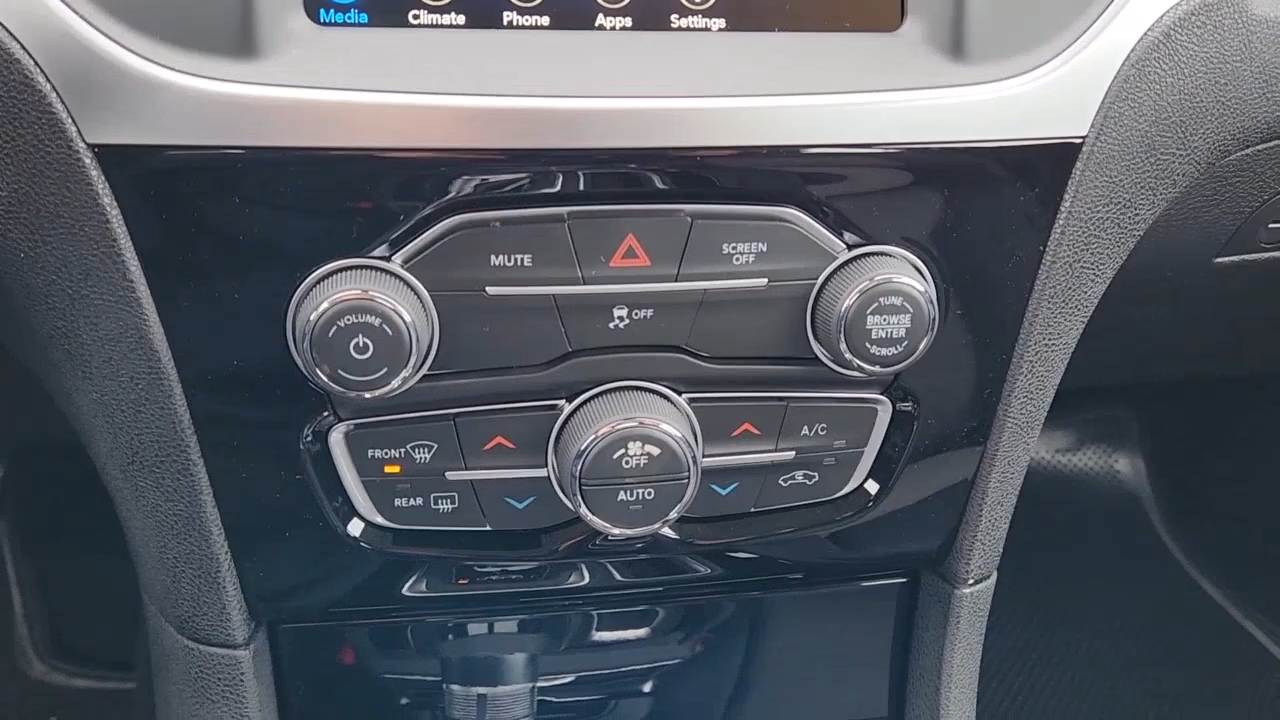 Media Climate Phone Apps Settings
MUTE
SCREEN
OFF
OFF
VOLUME
TUNE
BROWSE
ENTER
SCROLL
FRONT
REAR
OFF
AUTO
A/C